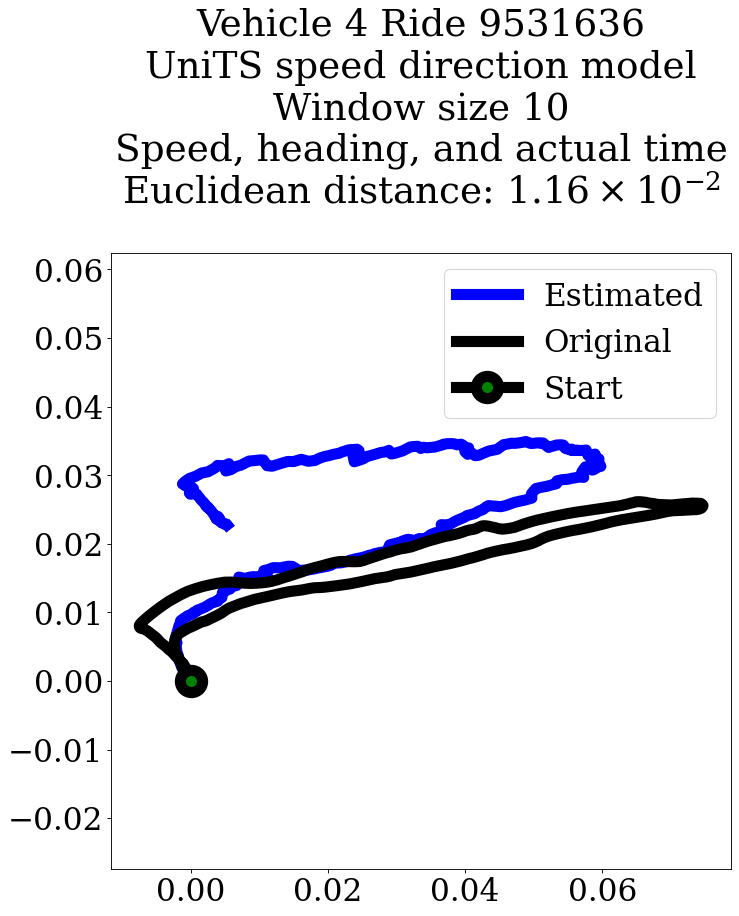 Vehicle 4 Ride 9531636
UniTS speed direction model
Window size 10
Speed, heading, and actual time
Euclidean distance: 1.16 × 10⁻²
Estimated
Original
Start
0.06
0.05
0.04
0.03
0.02
0.01
0.00
−0.01
−0.02
0.00 0.02 0.04 0.06